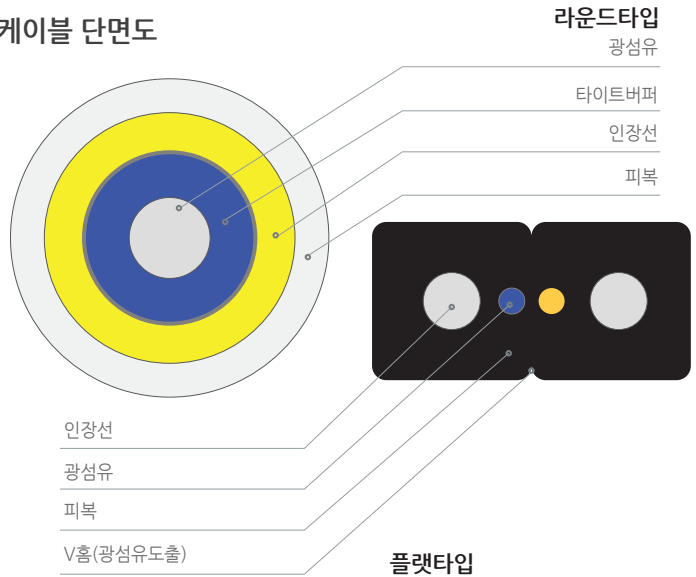 케이블 단면도
라운드타입
광섬유
타이트버퍼
인장선
피복
인장선
광섬유
피복
V홈(광섬유도출)
플랫타입